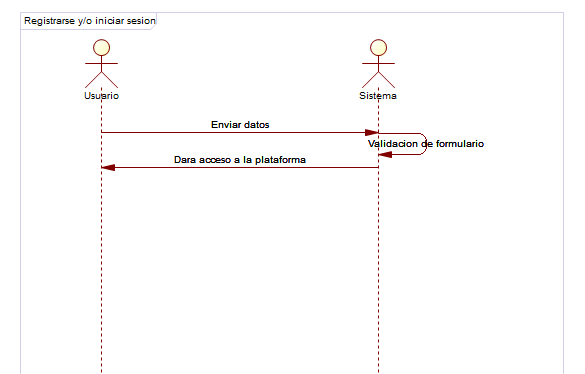 Registrarse y/o iniciar sesion
Usuario
Sistema
Enviar datos
Validacion de formulario
Dara acceso a la plataforma